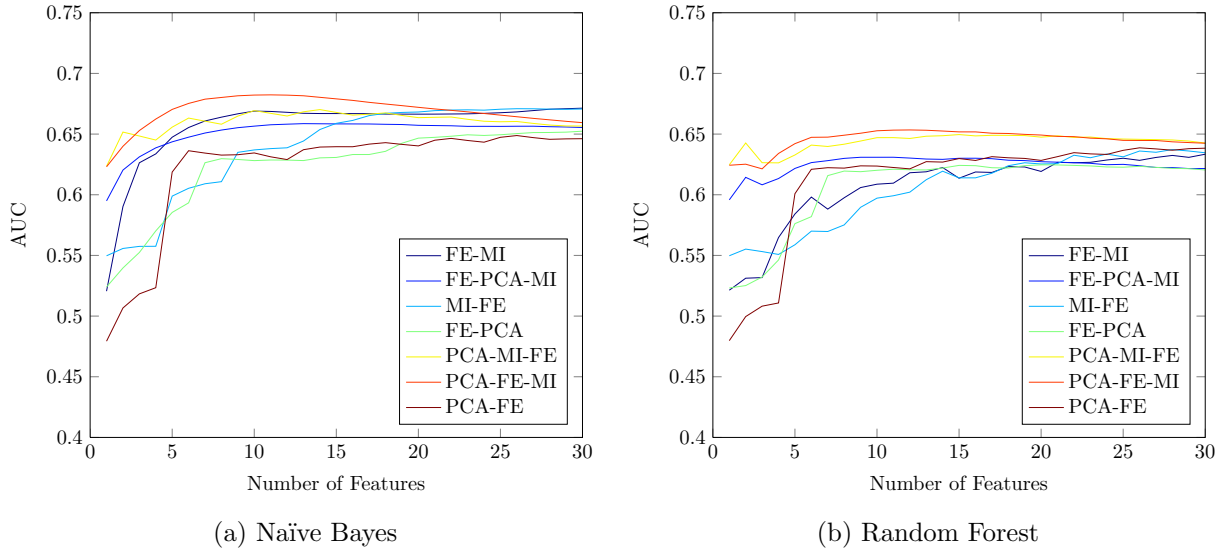 0.75
0.7
0.65
0.6
0.55
0.5
0.45
0.4
AUC
0 5 10 15 20 25 30
Number of Features
FE-MI
FE-PCA-MI
MI-FE
FE-PCA
PCA-MI-FE
PCA-FE-MI
PCA-FE
(a) Naïve Bayes
0.75
0.7
0.65
0.6
0.55
0.5
0.45
0.4
AUC
0 5 10 15 20 25 30
Number of Features
FE-MI
FE-PCA-MI
MI-FE
FE-PCA
PCA-MI-FE
PCA-FE-MI
PCA-FE
(b) Random Forest